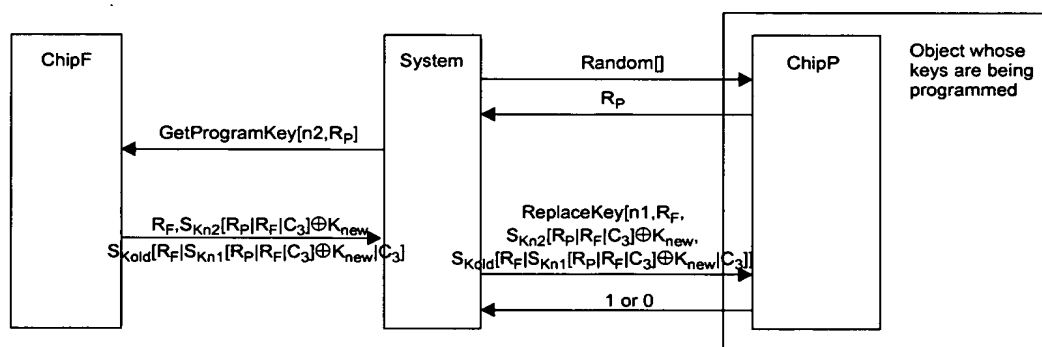 ChipF
System
ChipP
Object whose
keys are being
programmed
Random[]
R_P
GetProgramKey[n2,R_P]
R_F,S_Kn2[R_P|R_F|C_3]⊕K_new,
S_Kold[R_F|S_Kn1[R_P|R_F|C_3]⊕K_new|C_3]
ReplaceKey[n1,R_F,
S_Kn2[R_P|R_F|C_3]⊕K_new,
S_Kold[R_F|S_Kn1[R_P|R_F|C_3]⊕K_new|C_3]]
1 or 0